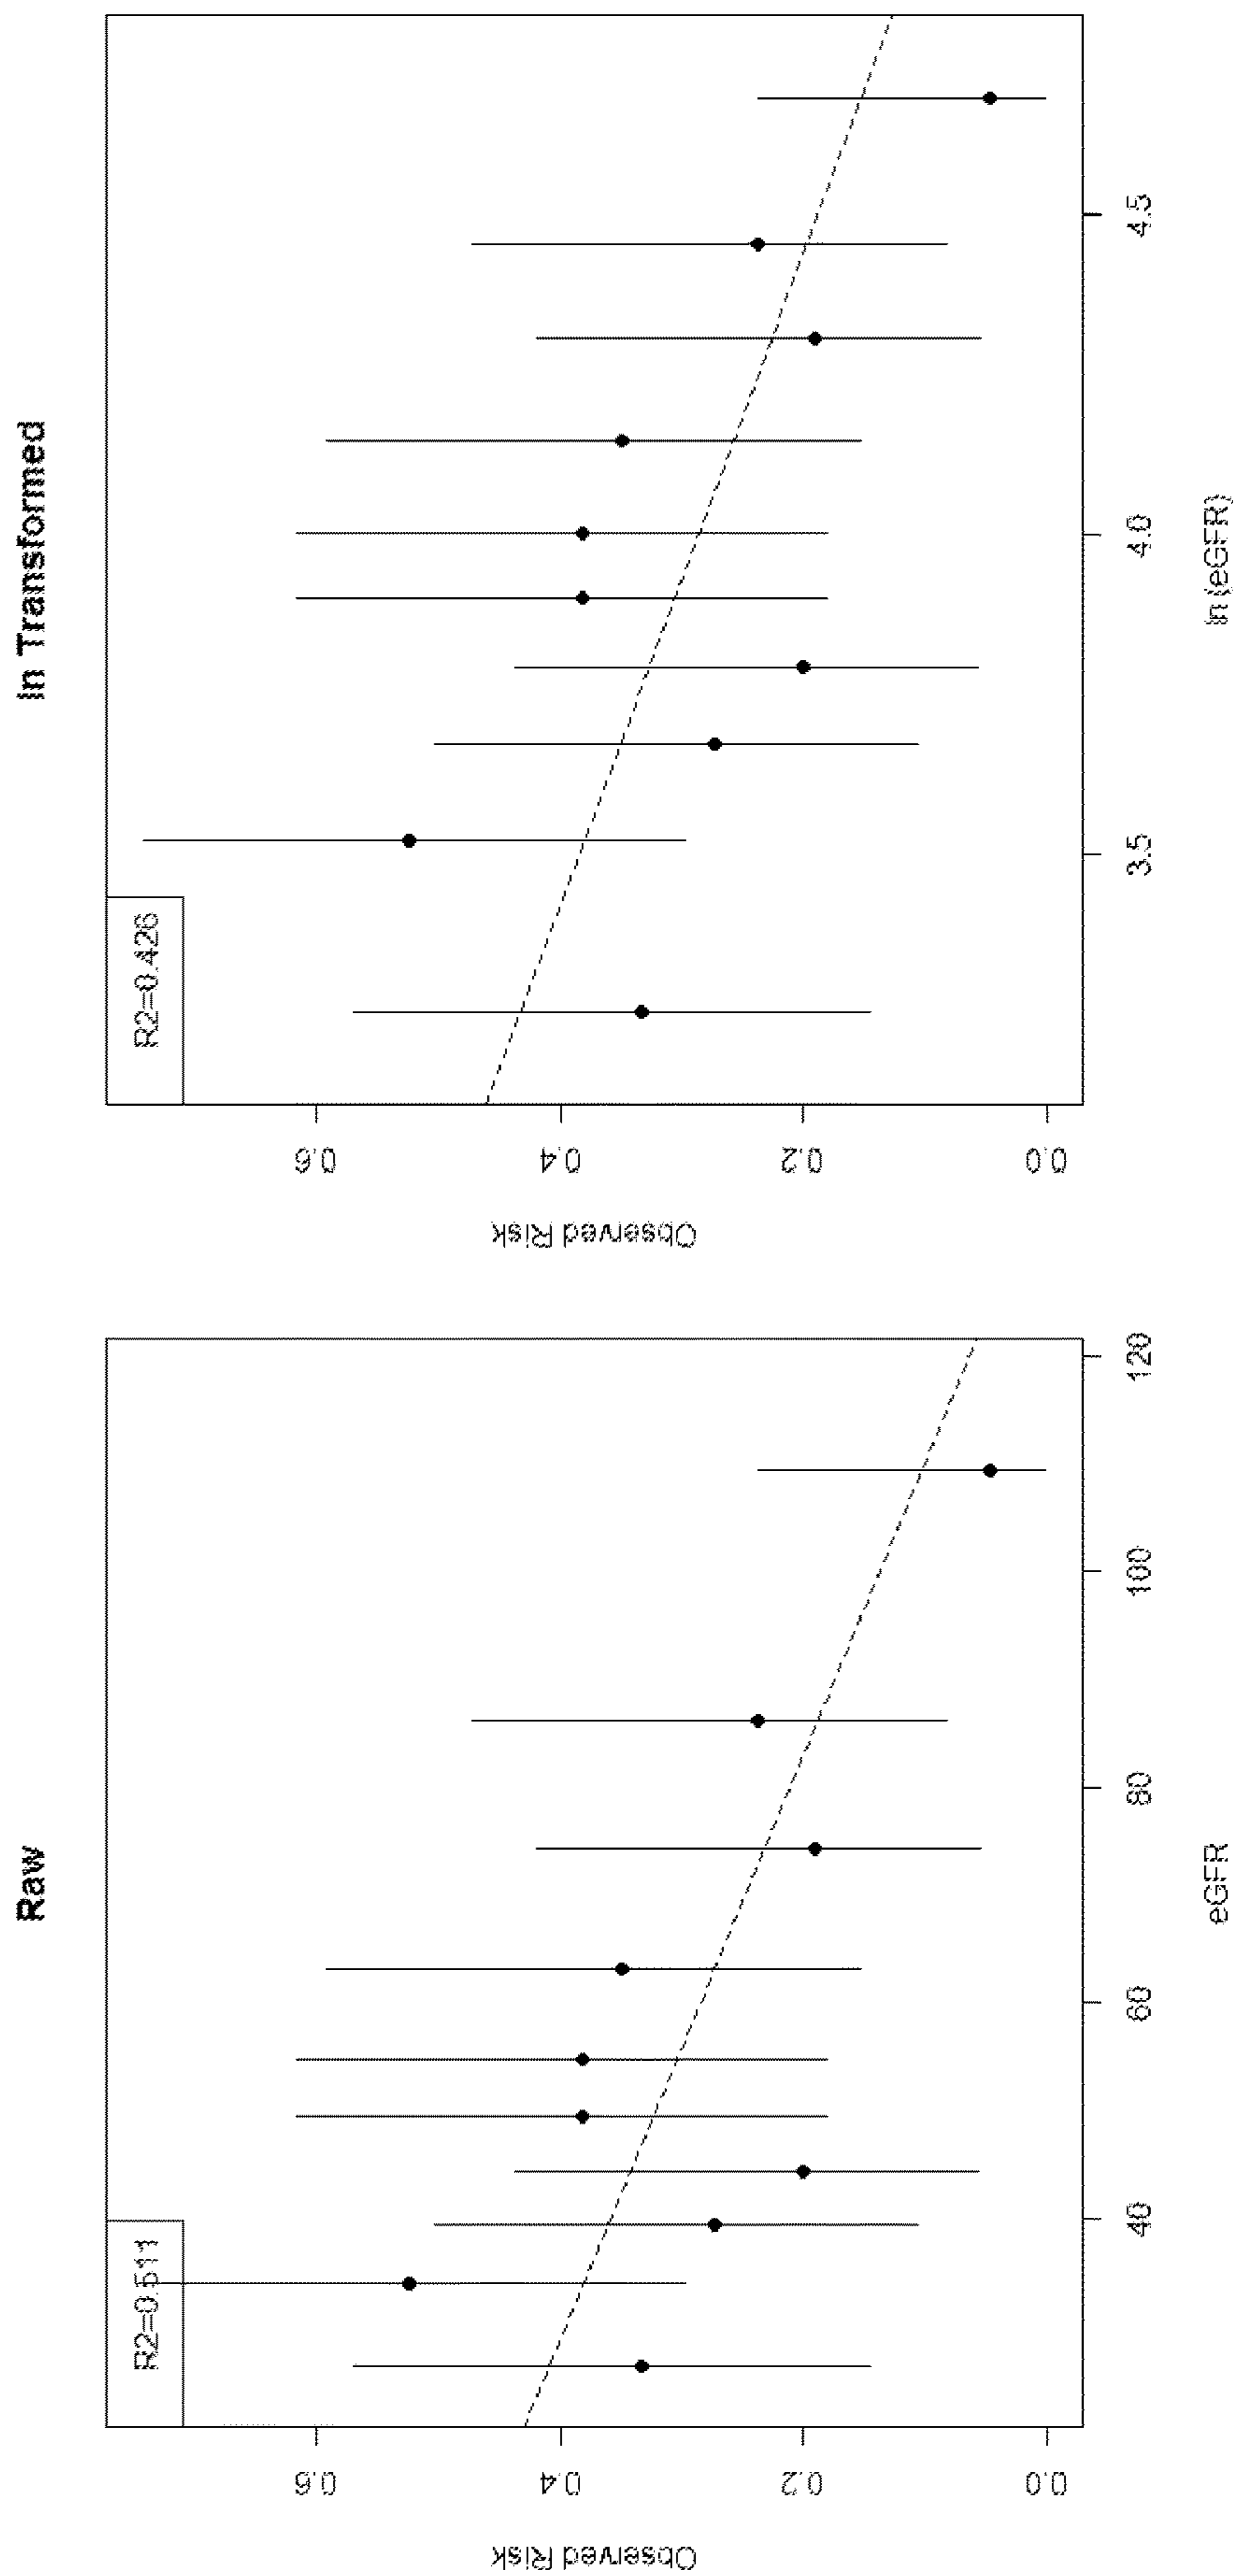 Raw
R2=0.511
Observed Risk
0.6
0.4
0.2
0.0
40
60
80
100
120
eGFR
ln Transformed
R2=0.426
Observed Risk
0.6
0.4
0.2
0.0
3.5
4.0
4.5
ln (eGFR)